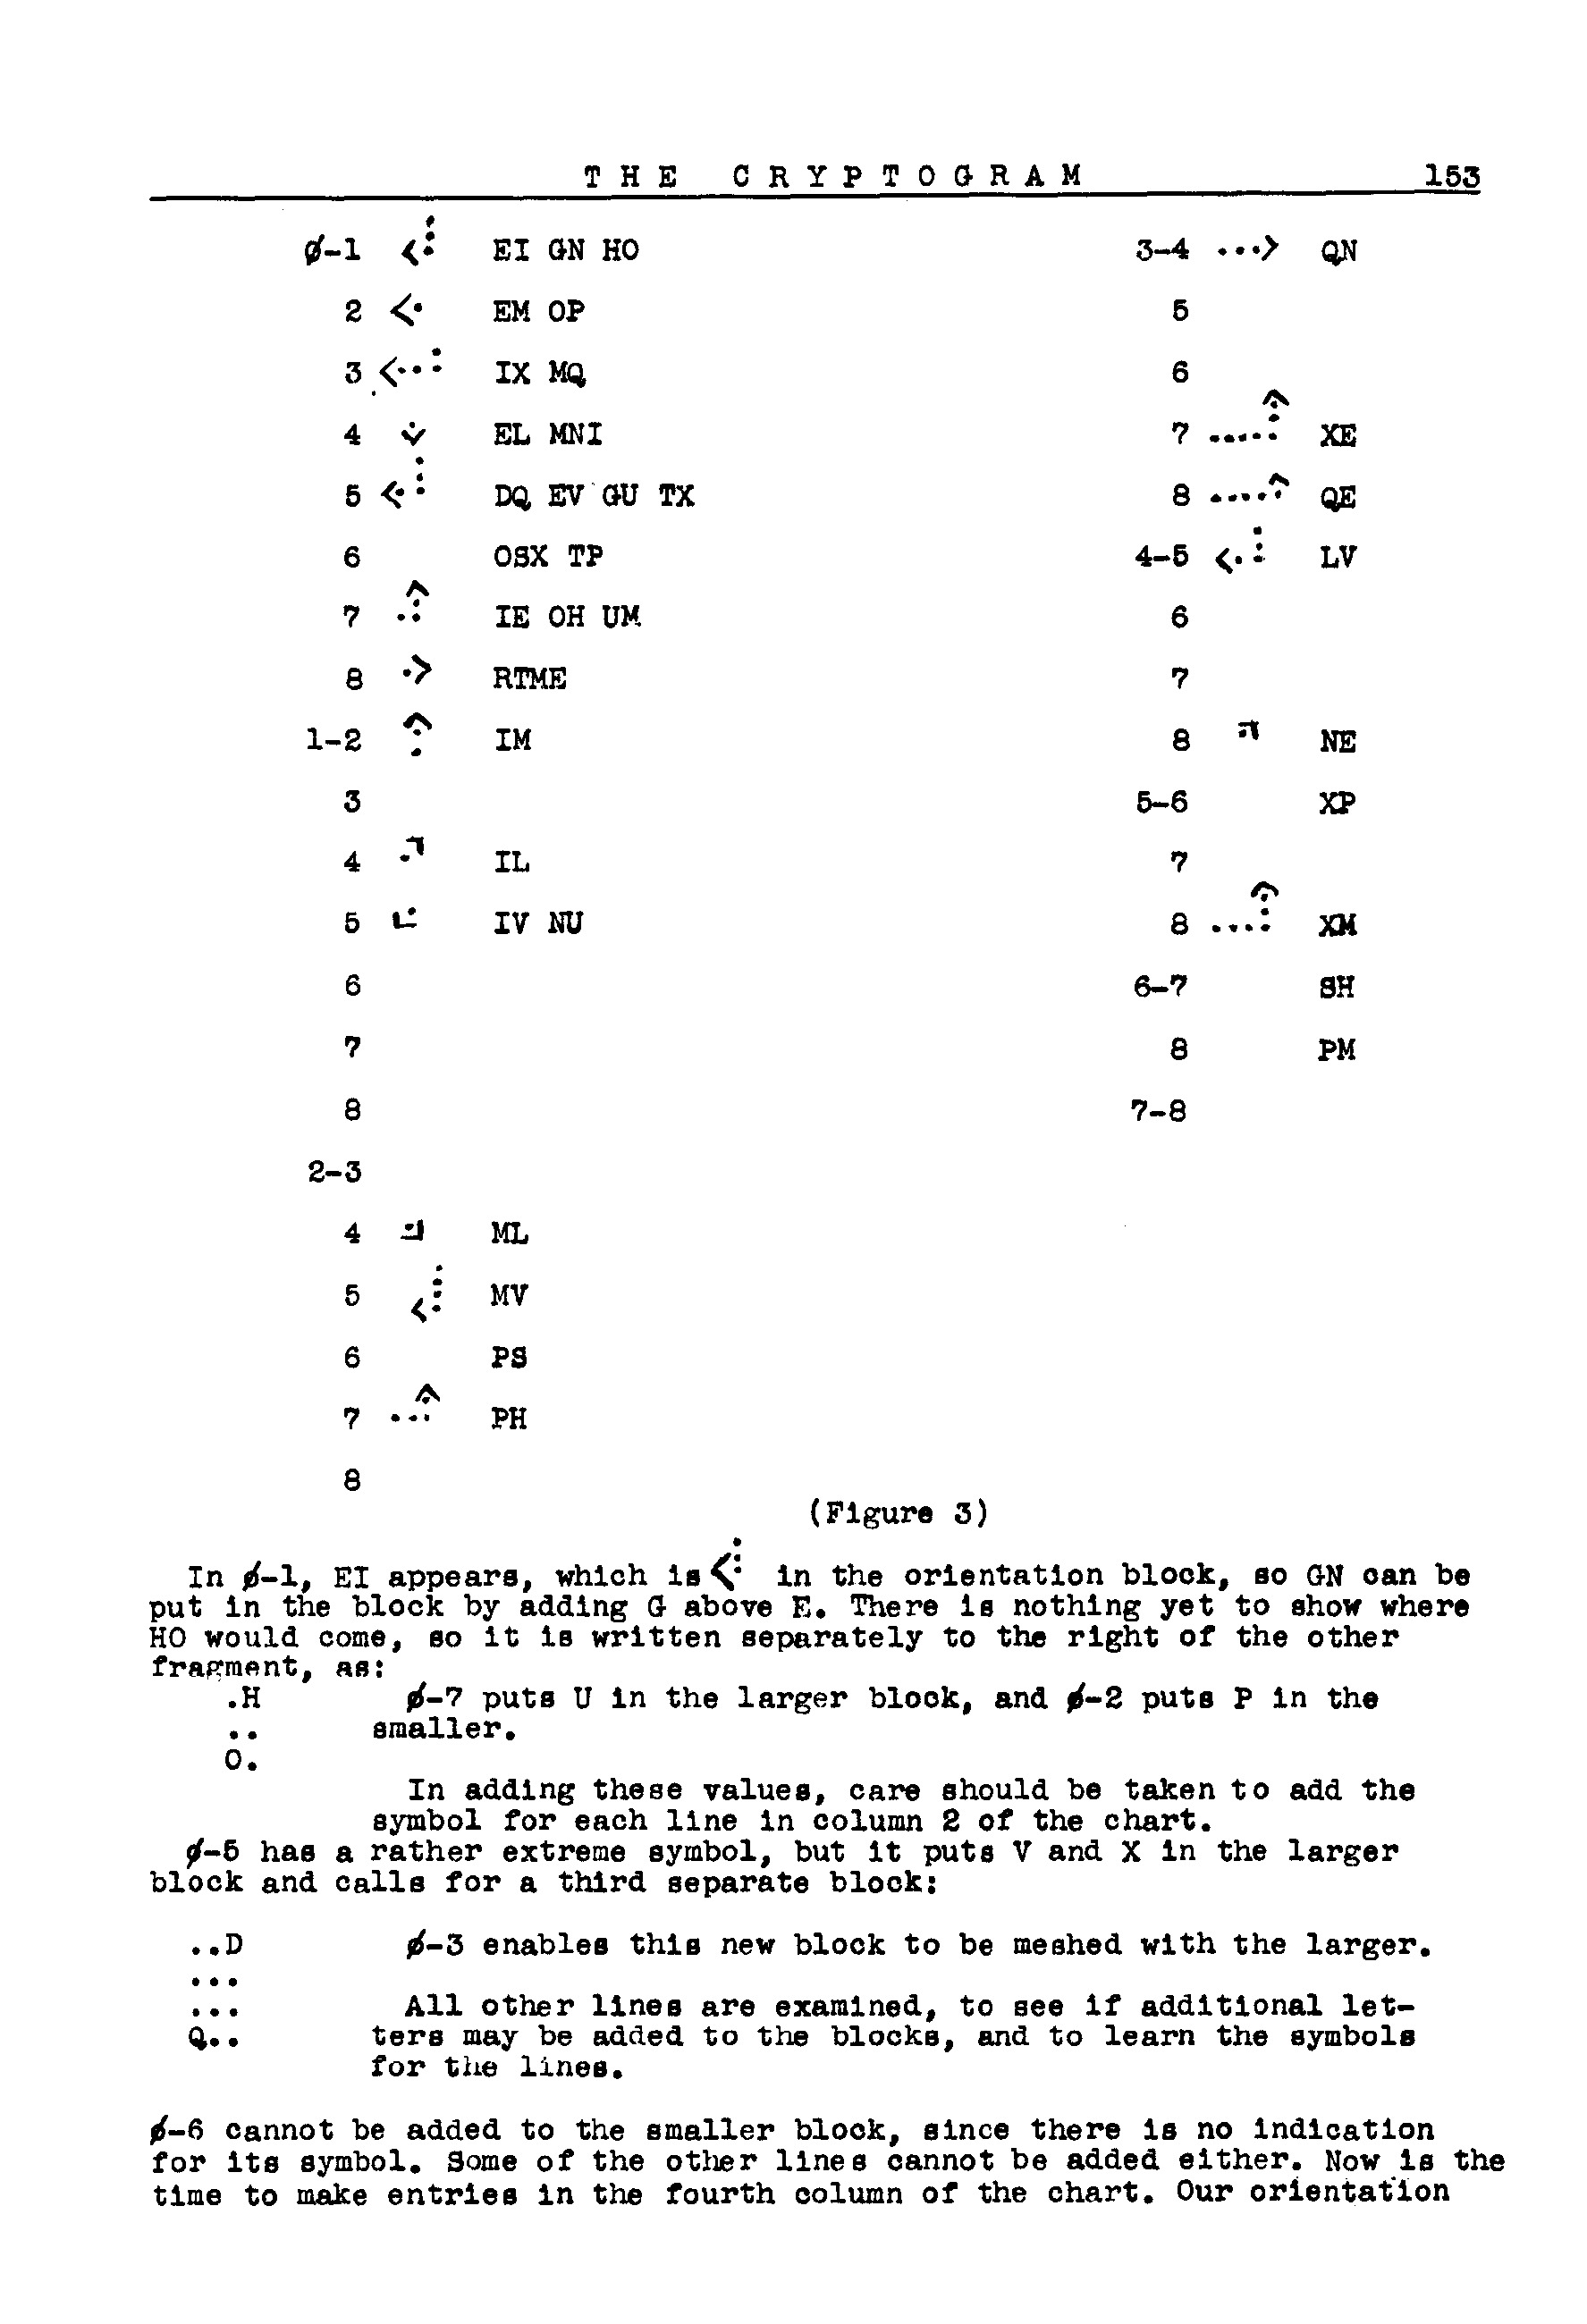 THE CRYPTOGRAM 153
ø-1 EI GN HO
2 EM OP
3 IX MQ
4 EL MNI
5 DQ EV GU TX
6 OSX TP
7 IE OH UM
8 RTME
1-2 IM
3
4 IL
5 IV NU
6
7
8
2-3
4 ML
5 MV
6 PS
7 PH
8
3-4 QN
5
6
7 XE
8 QE
4-5 LV
6
7
8 NE
5-6 XP
7
8 XM
6-7 SH
8 PM
7-8
(Figure 3)
In ø-1, EI appears, which is in the orientation block, so GN can be
put in the block by adding G above E. There is nothing yet to show where
HO would come, so it is written separately to the right of the other
fragment, as:
.H ø-7 puts U in the larger block, and ø-2 puts P in the
.. smaller.
O.
In adding these values, care should be taken to add the
symbol for each line in column 2 of the chart.
ø-5 has a rather extreme symbol, but it puts V and X in the larger
block and calls for a third separate block:
..D ø-3 enables this new block to be meshed with the larger.
...
... All other lines are examined, to see if additional let-
Q.. ters may be added to the blocks, and to learn the symbols
for the lines.
ø-6 cannot be added to the smaller block, since there is no indication
for its symbol. Some of the other lines cannot be added either. Now is the
time to make entries in the fourth column of the chart. Our orientation